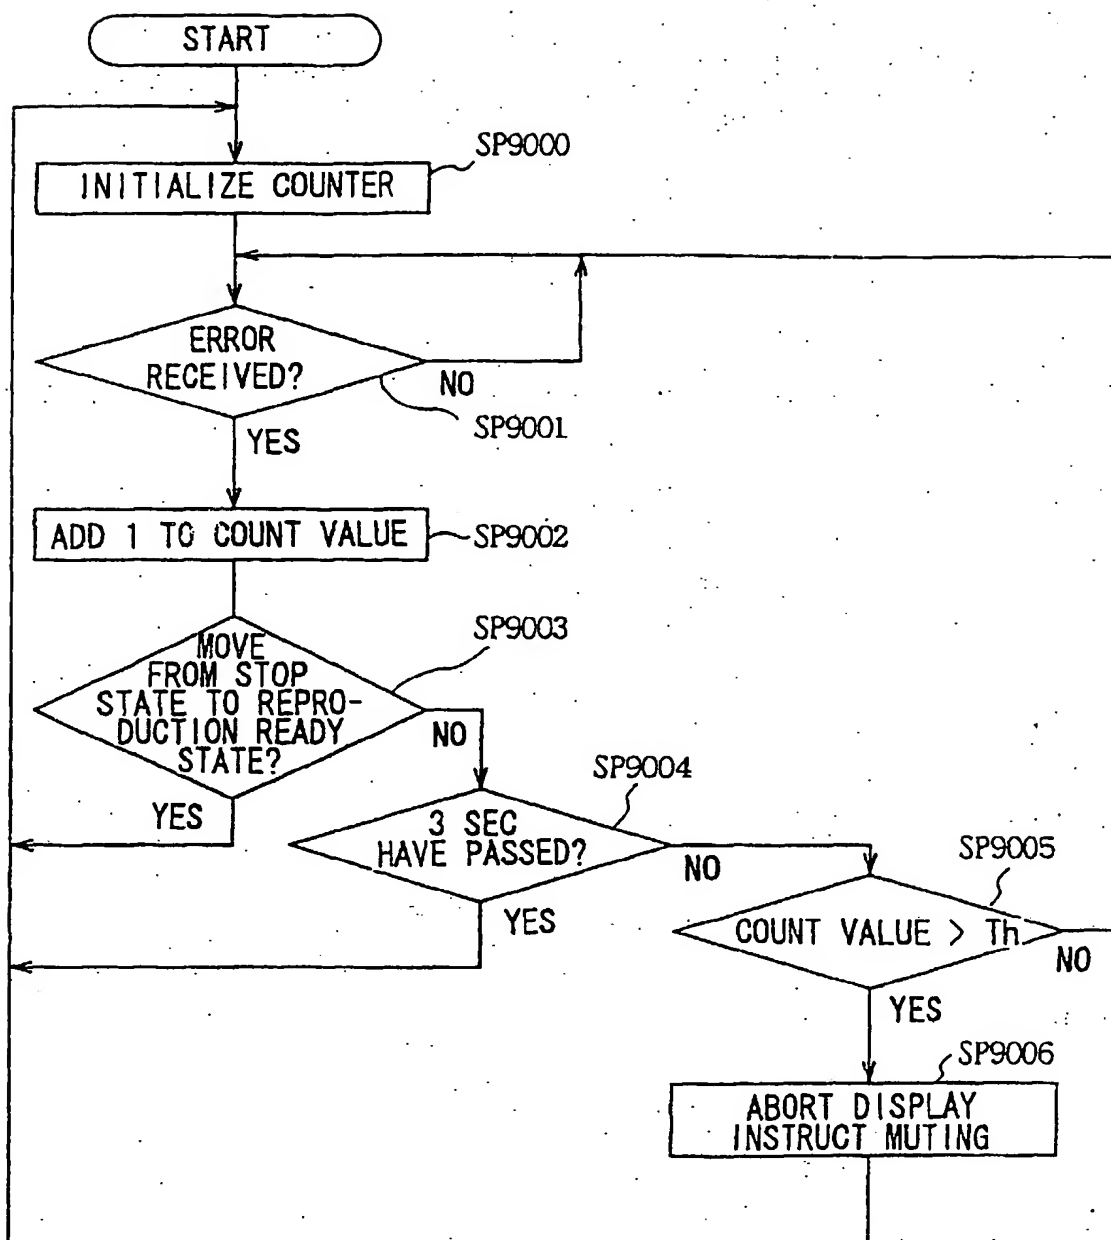 START
SP9000
INITIALIZE COUNTER
ERROR
RECEIVED?
NO
SP9001
YES
ADD 1 TO COUNT VALUE
SP9002
SP9003
MOVE
FROM STOP
STATE TO REPRO-
DUCTION READY
STATE?
NO
YES
SP9004
3 SEC
HAVE PASSED?
NO
YES
SP9005
COUNT VALUE > Th
NO
YES
SP9006
ABORT DISPLAY
INSTRUCT MUTING